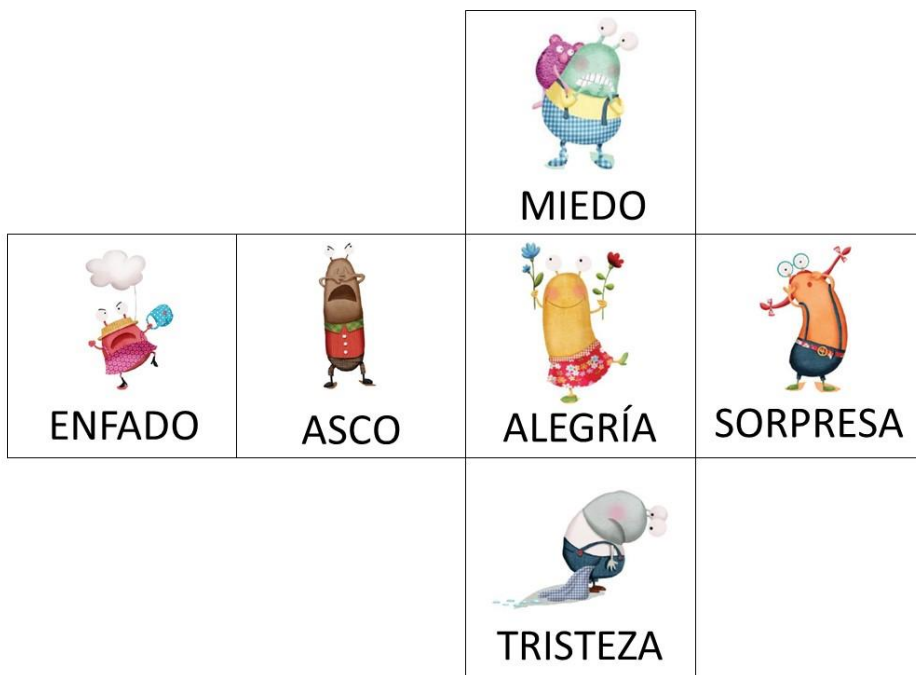 MIEDO
ENFADO
ASCO
ALEGRÍA
SORPRESA
TRISTEZA